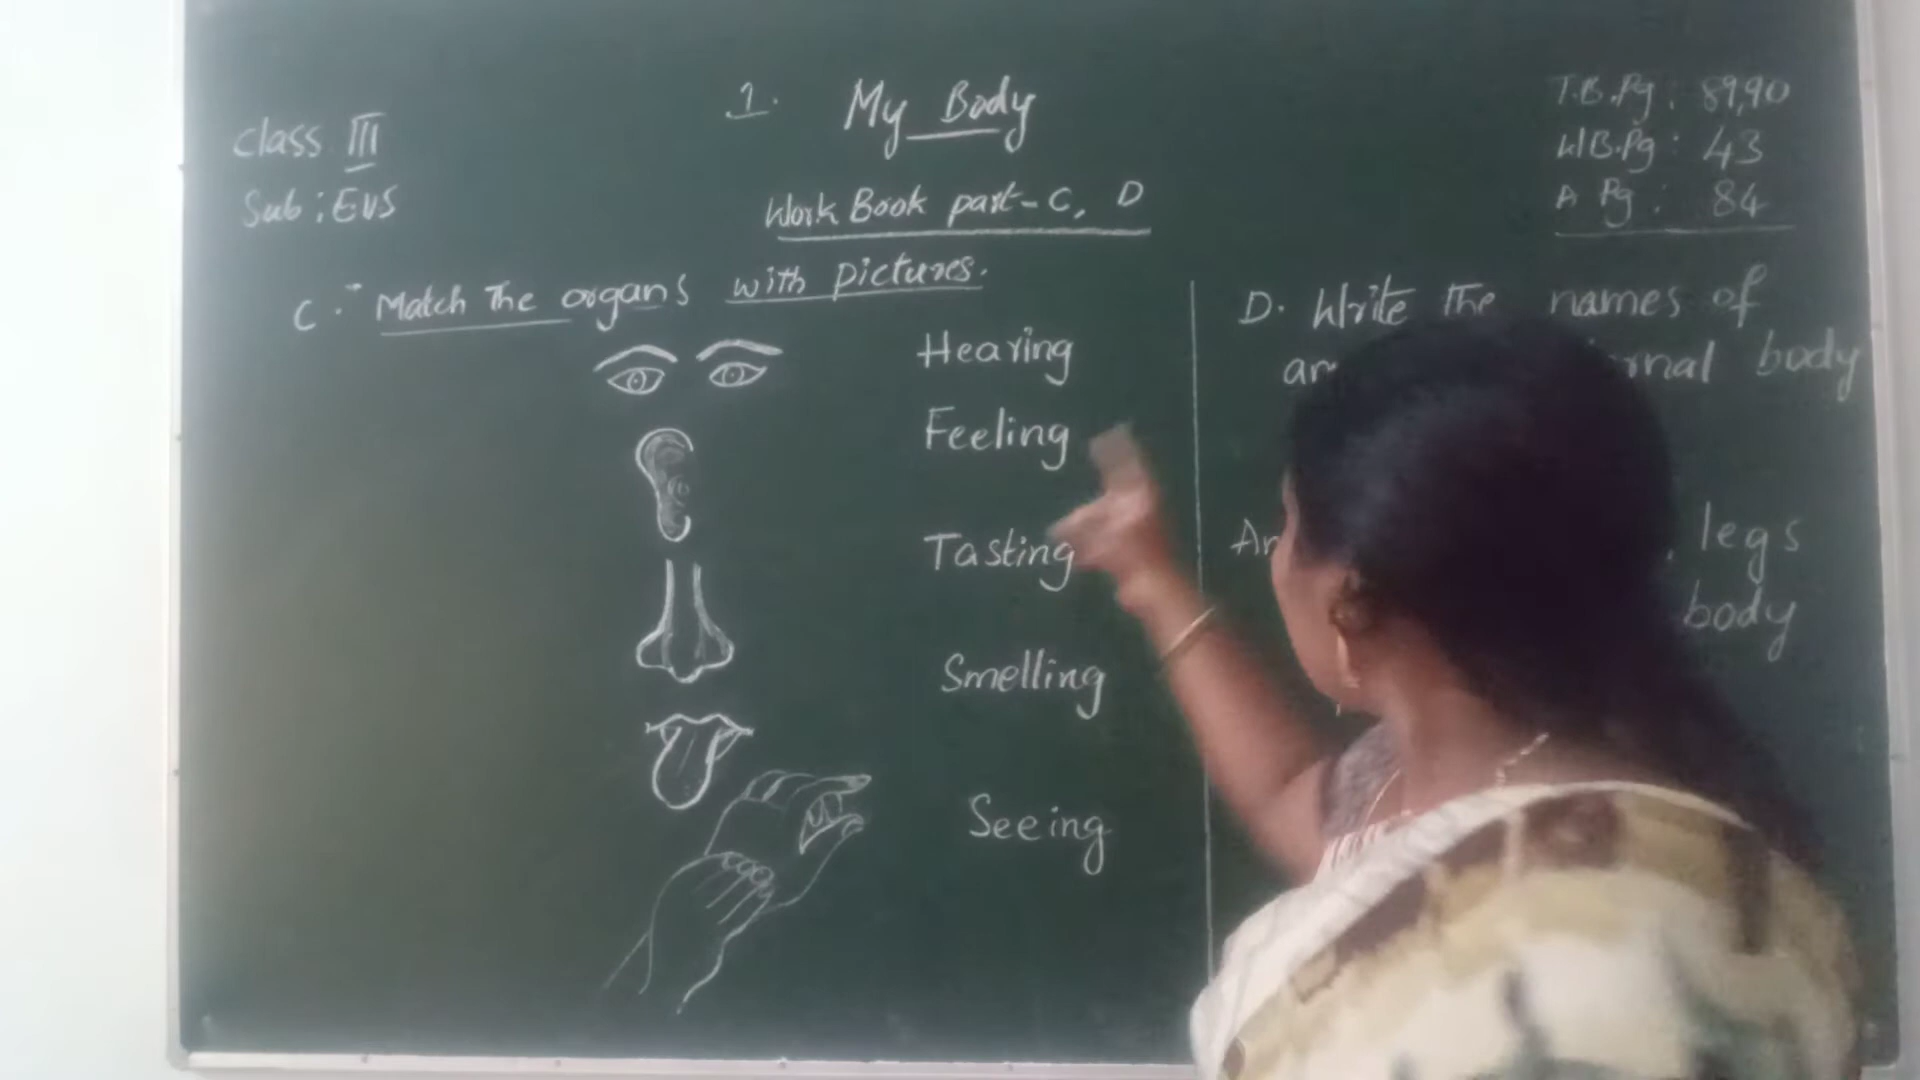 1. My Body
Class III
Sub : EVS
T.B.Pg : 89,90
W.B.Pg : 43
A Pg : 84
Work Book part - C, D
C. Match The organs with pictures.
Hearing
Feeling
Tasting
Smelling
Seeing
D. Write the names of
body
legs
body